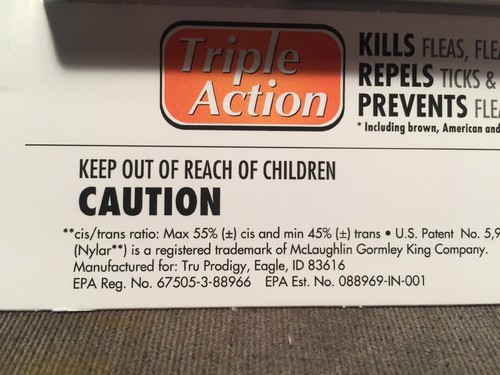 Triple
Action
KILLS FLEAS,
REPELS TICKS &
PREVENTS
* Including brown, American and
KEEP OUT OF REACH OF CHILDREN
CAUTION
**cis/trans ratio: Max 55% (±) cis and min 45% (±) trans • U.S. Patent No. 5,9
(Nylar**) is a registered trademark of McLaughlin Gormley King Company.
Manufactured for: Tru Prodigy, Eagle, ID 83616
EPA Reg. No. 67505-3-88966 EPA Est. No. 088969-IN-001